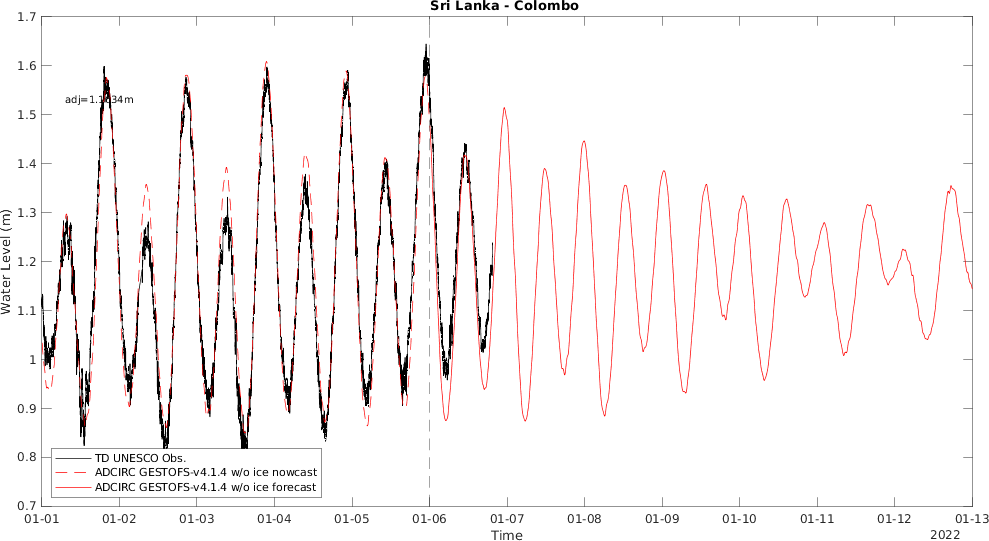 Sri Lanka - Colombo
1.7
1.6
1.5
1.4
1.3
1.2
1.1
1
0.9
0.8
0.7
Water Level (m)
TD UNESCO Obs.
ADCIRC GESTOFS-v4.1.4 w/o ice nowcast
ADCIRC GESTOFS-v4.1.4 w/o ice forecast
01-01 01-02 01-03 01-04 01-05 01-06 01-07 01-08 01-09 01-10 01-11 01-12 01-13
Time
2022